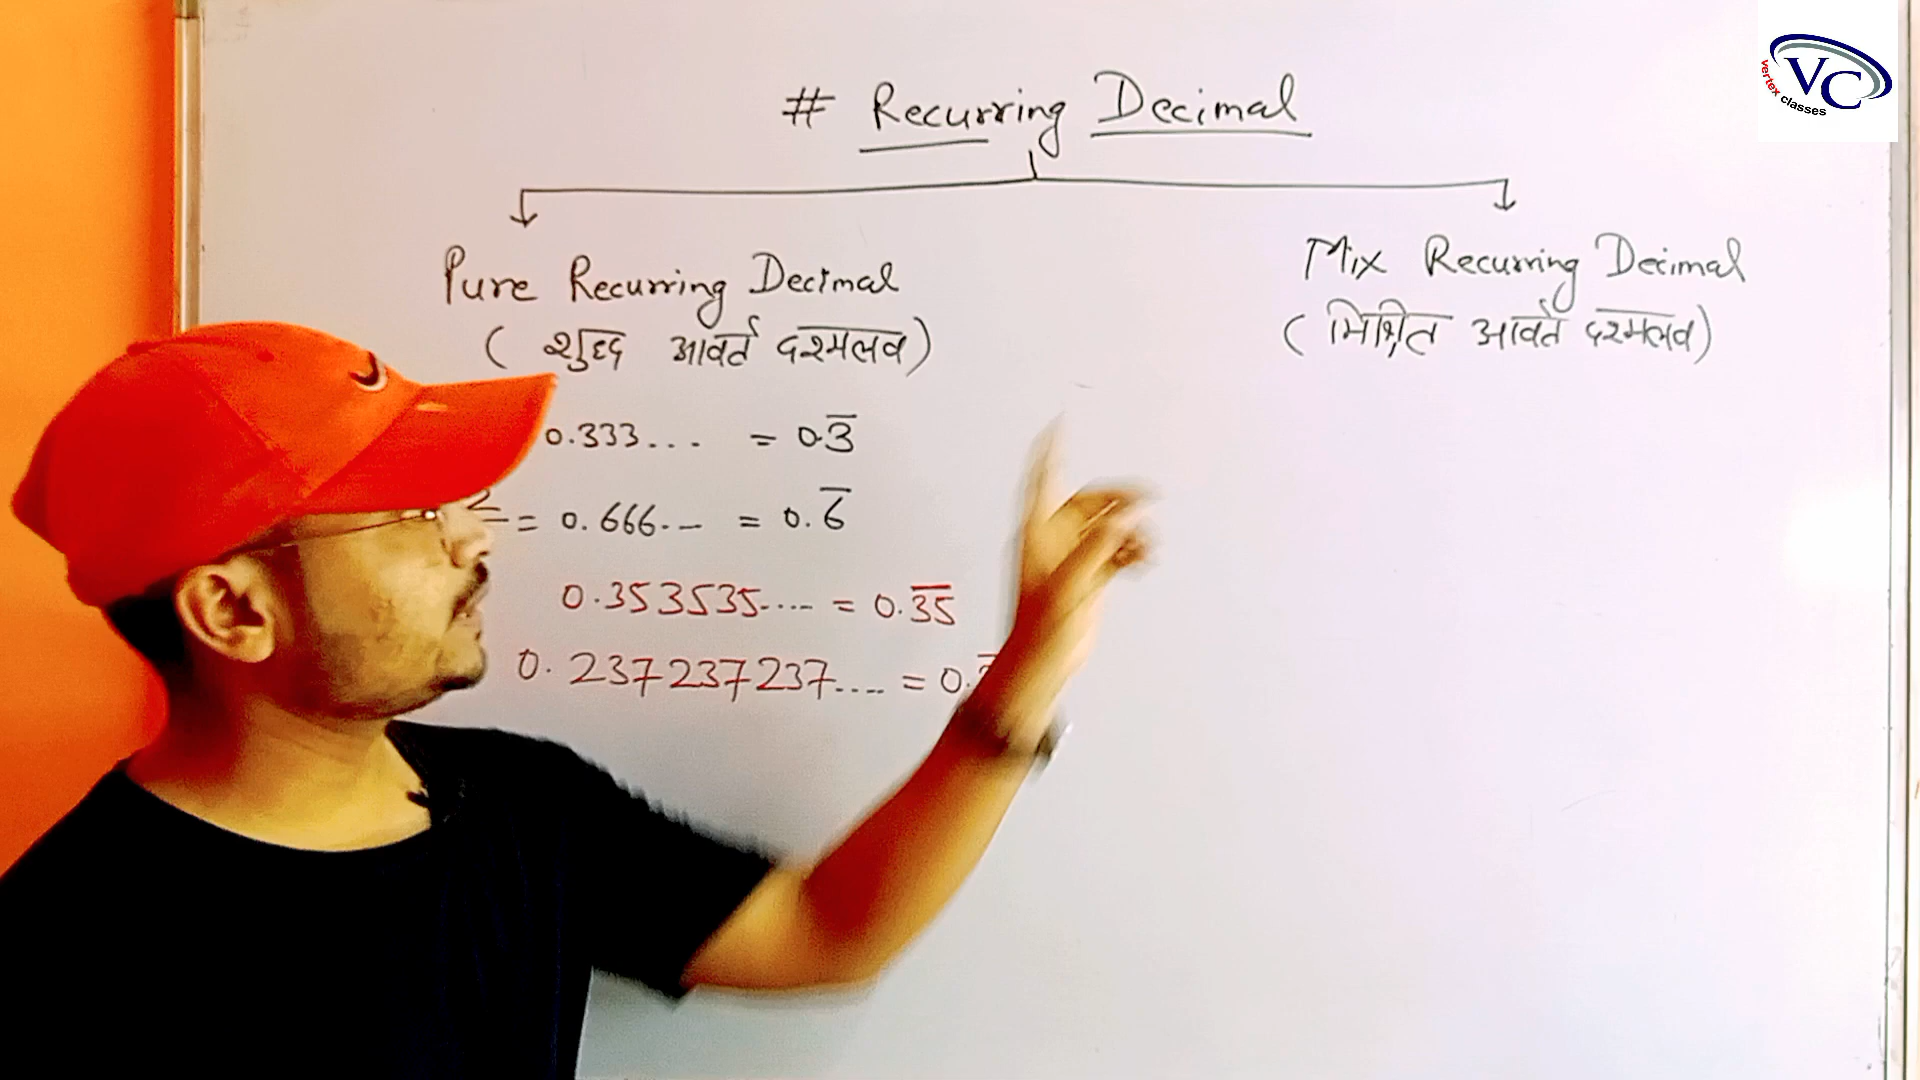 # Recurring Decimal
Pure Recurring Decimal
(शुद्ध आवर्त दशमलव)
0.333... = 0.3̅
2 = 0.666... = 0.6̅
0.353535.... = 0.3̅5̅
0.237237237.... = 0.
Mix Recurring Decimal
(मिश्रित आवर्त दशमलव)
VC
vertex classes